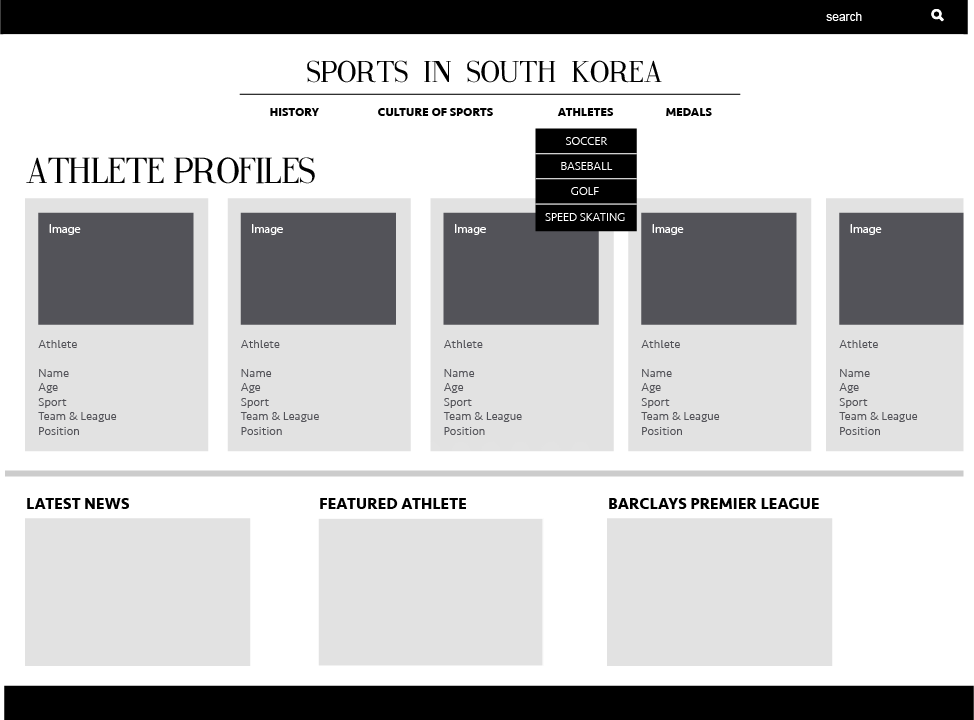 search
SPORTS IN SOUTH KOREA
HISTORY CULTURE OF SPORTS ATHLETES MEDALS
SOCCER
BASEBALL
GOLF
SPEED SKATING
ATHLETE PROFILES
Image
Athlete
Name
Age
Sport
Team & League
Position
Image
Athlete
Name
Age
Sport
Team & League
Position
Image
Athlete
Name
Age
Sport
Team & League
Position
Image
Athlete
Name
Age
Sport
Team & League
Position
Image
Athlete
Name
Age
Sport
Team & League
Position
LATEST NEWS
FEATURED ATHLETE
BARCLAYS PREMIER LEAGUE